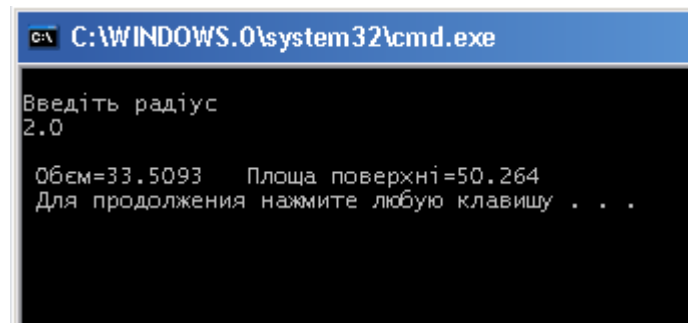 C:\WINDOWS.0\system32\cmd.exe
Введіть радіус
2.0
Обєм=33.5093 Площа поверхні=50.264
Для продолжения нажмите любую клавишу . . .